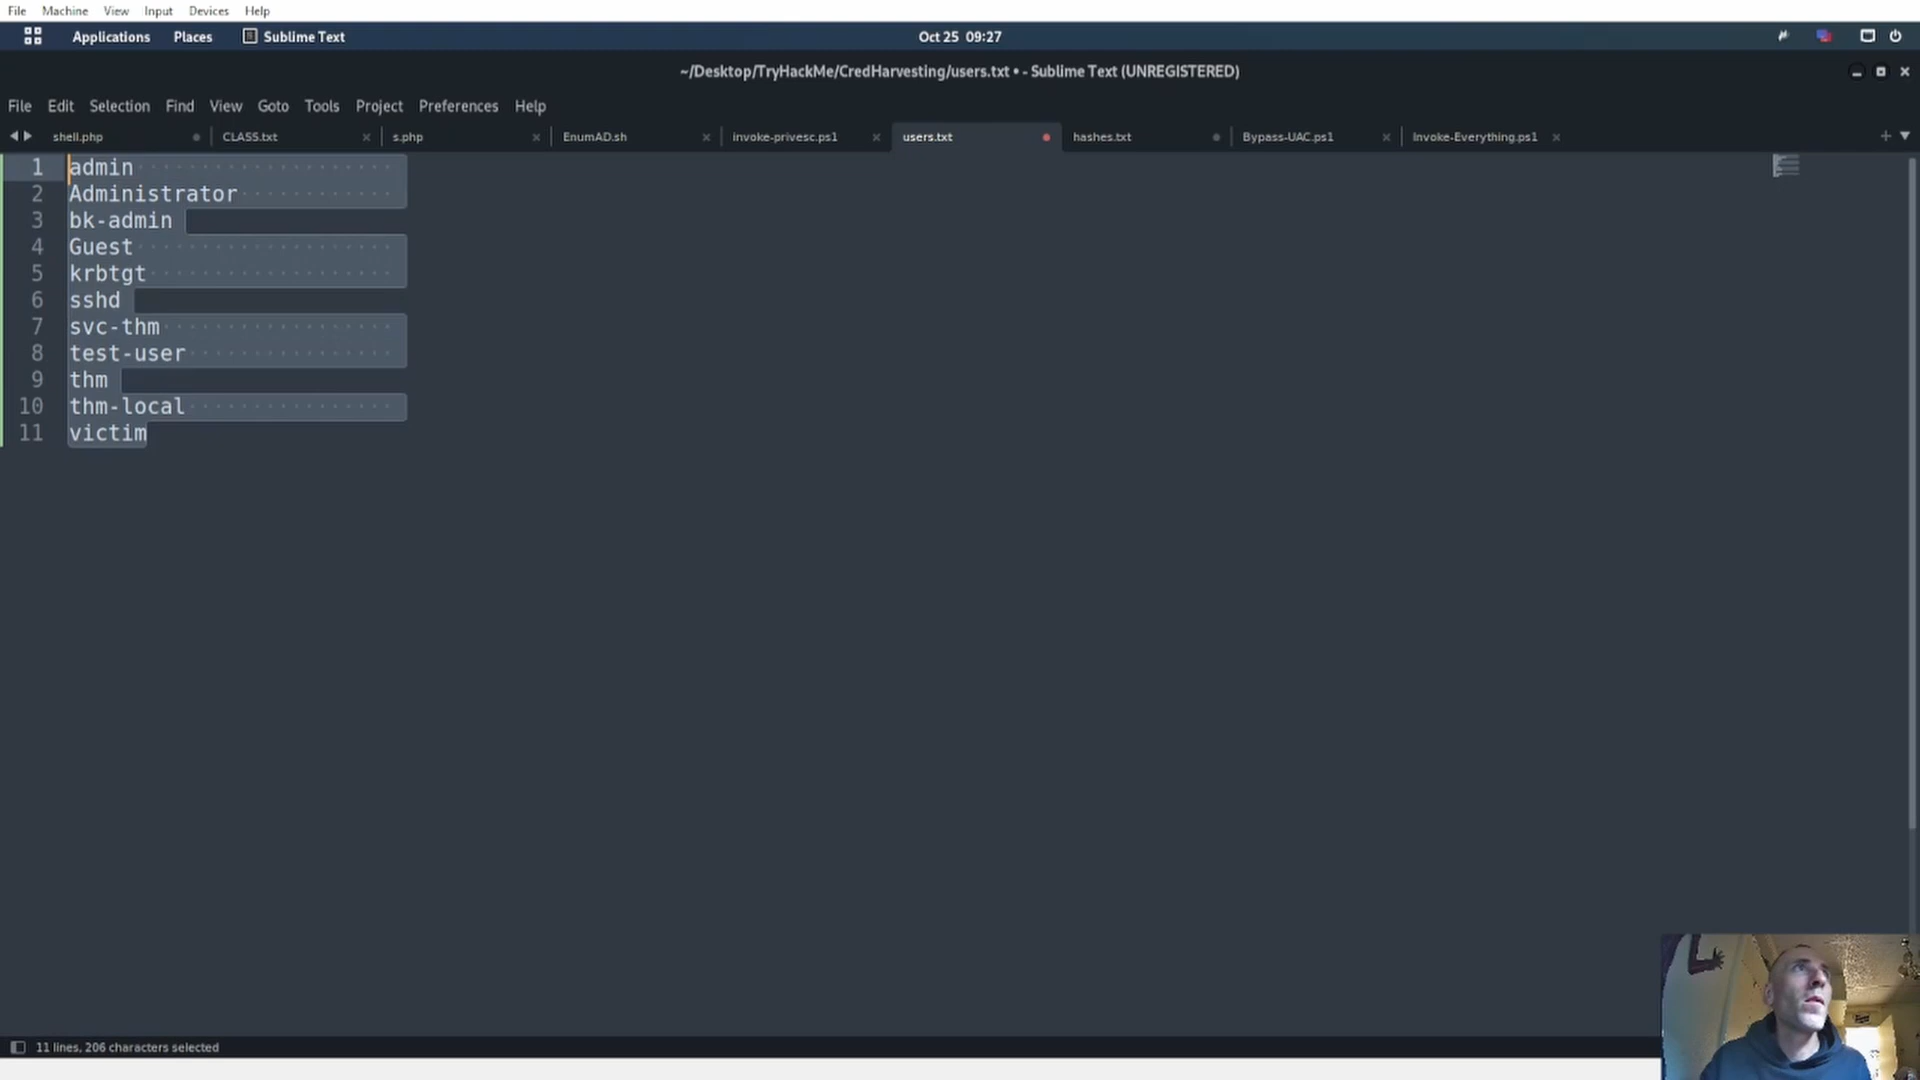 File Machine View Input Devices Help
Applications Places Sublime Text Oct 25 09:27
~/Desktop/TryHackMe/CredHarvesting/users.txt • - Sublime Text (UNREGISTERED)
File Edit Selection Find View Goto Tools Project Preferences Help
shell.php CLASS.txt s.php EnumAD.sh invoke-privesc.ps1 users.txt hashes.txt Bypass-UAC.ps1 Invoke-Everything.ps1
1 admin
2 Administrator
3 bk-admin
4 Guest
5 krbtgt
6 sshd
7 svc-thm
8 test-user
9 thm
10 thm-local
11 victim
11 lines, 206 characters selected